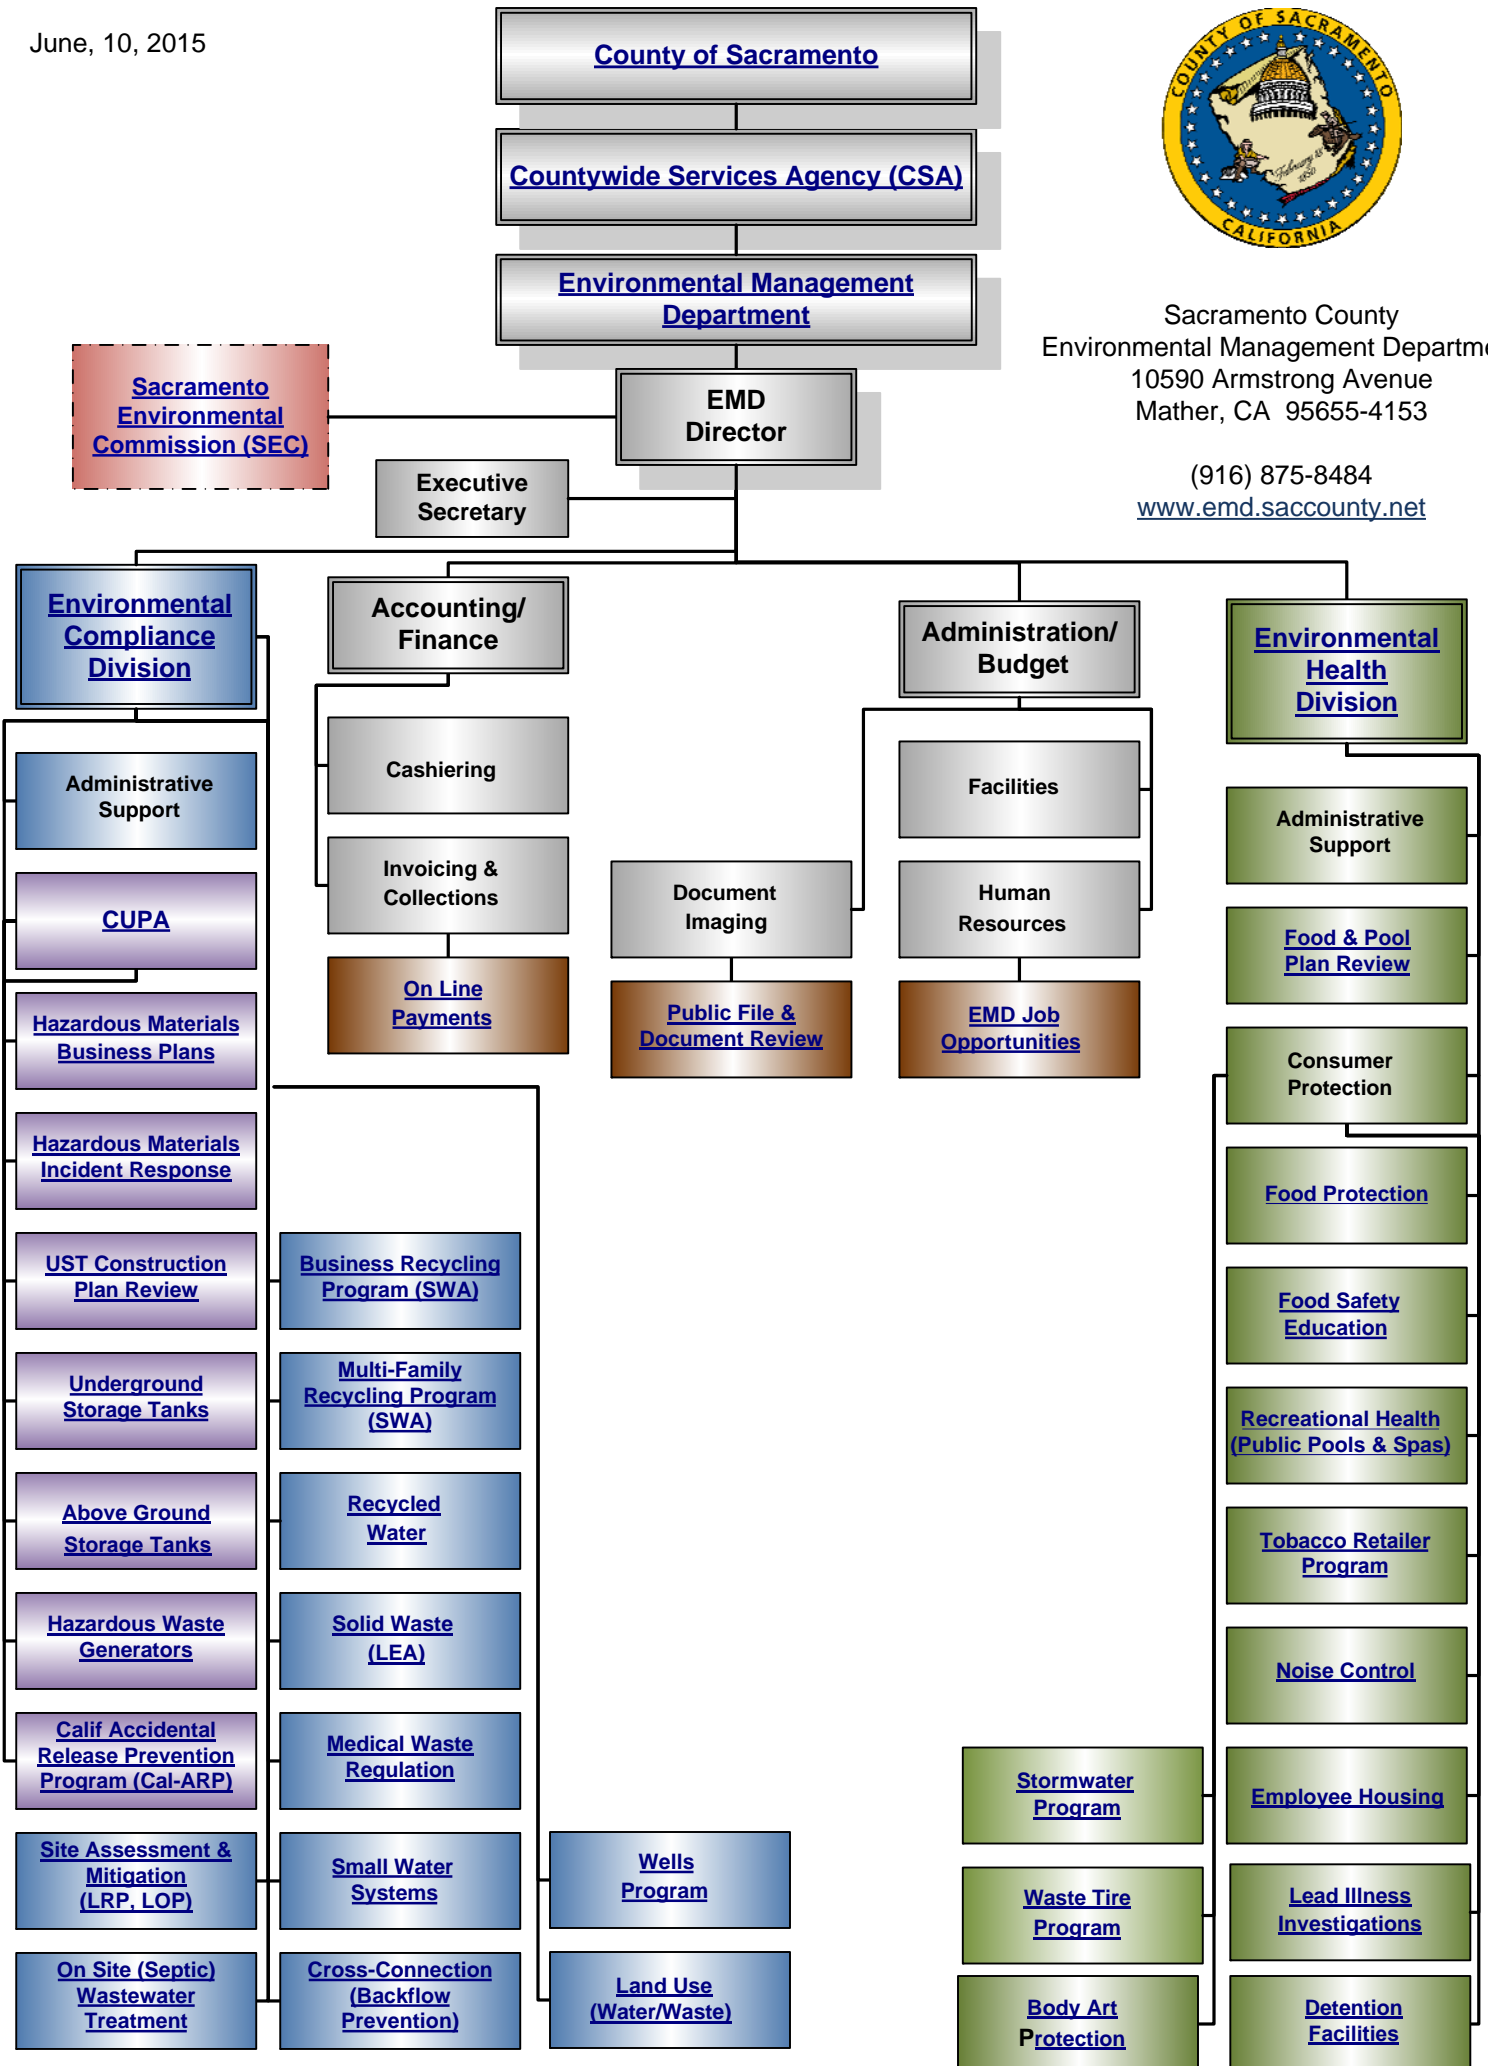 June, 10, 2015
County of Sacramento
Countywide Services Agency (CSA)
Environmental Management
Department
COUNTY OF SACRAMENTO
CALIFORNIA
February 18
1850
Sacramento County
Environmental Management Departme
10590 Armstrong Avenue
Mather, CA  95655-4153
(916) 875-8484
www.emd.saccounty.net
Sacramento
Environmental
Commission (SEC)
EMD
Director
Executive
Secretary
Environmental
Compliance
Division
Accounting/
Finance
Administration/
Budget
Environmental
Health
Division
Administrative
Support
CUPA
Hazardous Materials
Business Plans
Hazardous Materials
Incident Response
UST Construction
Plan Review
Underground
Storage Tanks
Above Ground
Storage Tanks
Hazardous Waste
Generators
Calif Accidental
Release Prevention
Program (Cal-ARP)
Site Assessment &
Mitigation
(LRP, LOP)
On Site (Septic)
Wastewater
Treatment
Business Recycling
Program (SWA)
Multi-Family
Recycling Program
(SWA)
Recycled
Water
Solid Waste
(LEA)
Medical Waste
Regulation
Small Water
Systems
Cross-Connection
(Backflow
Prevention)
Wells
Program
Land Use
(Water/Waste)
Cashiering
Invoicing &
Collections
On Line
Payments
Facilities
Document
Imaging
Human
Resources
Public File &
Document Review
EMD Job
Opportunities
Administrative
Support
Food & Pool
Plan Review
Consumer
Protection
Food Protection
Food Safety
Education
Recreational Health
(Public Pools & Spas)
Tobacco Retailer
Program
Noise Control
Employee Housing
Lead Illness
Investigations
Detention
Facilities
Stormwater
Program
Waste Tire
Program
Body Art
Protection